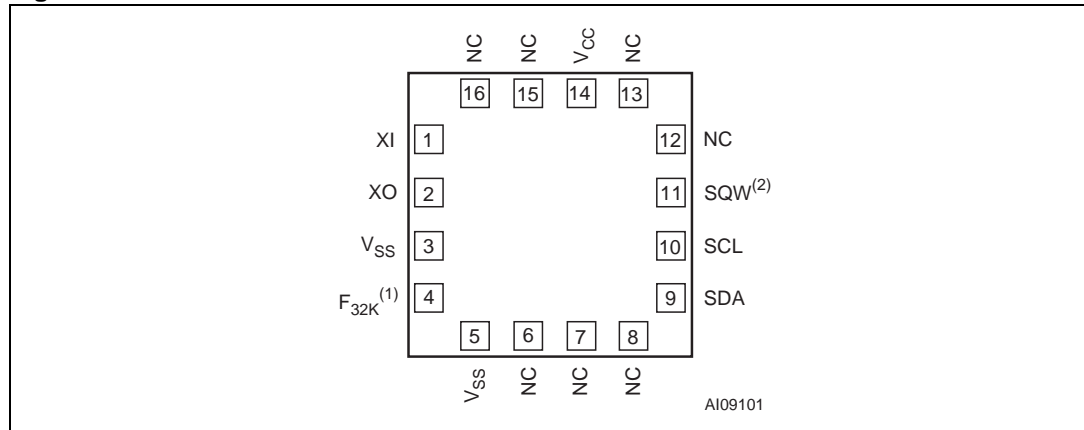 NC NC VCC NC
16 15 14 13
XI 1 12 NC
XO 2 11 SQW(2)
VSS 3 10 SCL
F32K(1) 4 9 SDA
5 6 7 8
VSS NC NC NC
AI09101